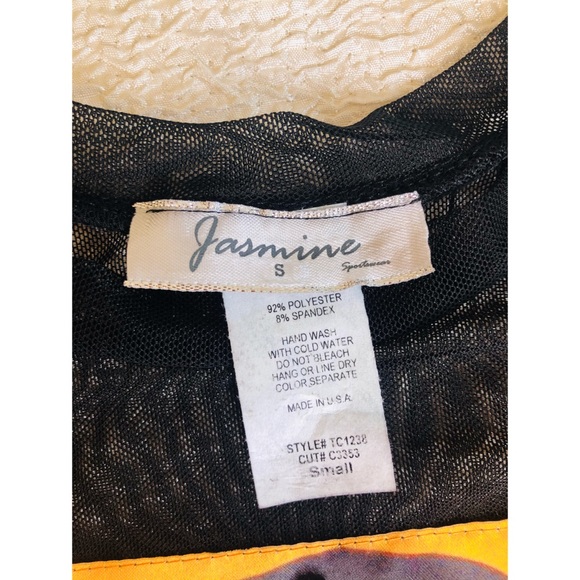 Jasmine
S
Sportswear
92% POLYESTER
8% SPANDEX
HAND WASH
WITH COLD WATER
DO NOT BLEACH
HANG OR LINE DRY
COLOR SEPARATE
MADE IN U.S.A.
STYLE# TC1238
CUT# C3353
Small